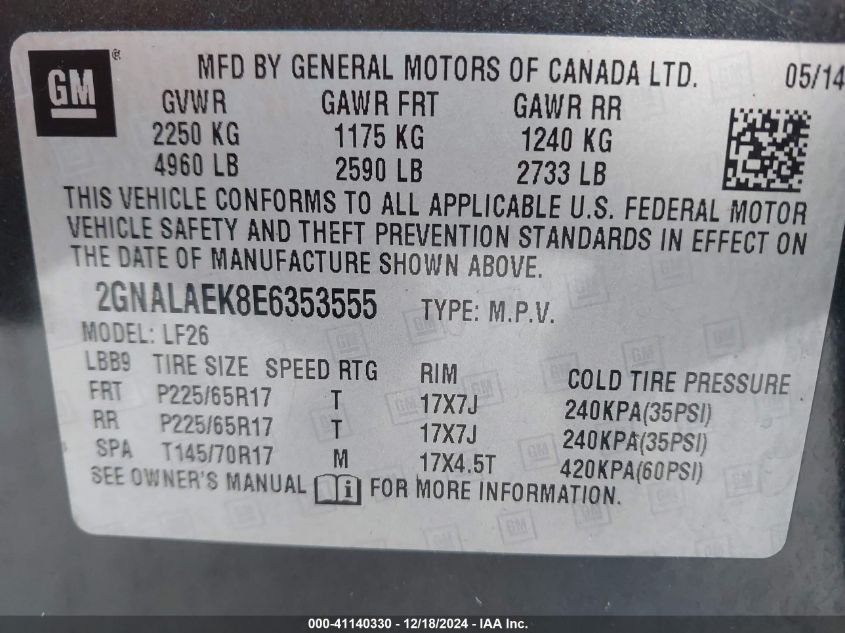 GM ® MFD BY GENERAL MOTORS OF CANADA LTD. 05/14
GVWR GAWR FRT GAWR RR
2250 KG 1175 KG 1240 KG
4960 LB 2590 LB 2733 LB
THIS VEHICLE CONFORMS TO ALL APPLICABLE U.S. FEDERAL MOTOR
VEHICLE SAFETY AND THEFT PREVENTION STANDARDS IN EFFECT ON
THE DATE OF MANUFACTURE SHOWN ABOVE.
2GNALAEK8E6353555 TYPE: M.P.V.
MODEL: LF26
LBB9 TIRE SIZE SPEED RTG RIM COLD TIRE PRESSURE
FRT P225/65R17 T 17X7J 240KPA(35PSI)
RR P225/65R17 T 17X7J 240KPA(35PSI)
SPA T145/70R17 M 17X4.5T 420KPA(60PSI)
SEE OWNER'S MANUAL i FOR MORE INFORMATION.
000-41140330 - 12/18/2024 - IAA Inc.